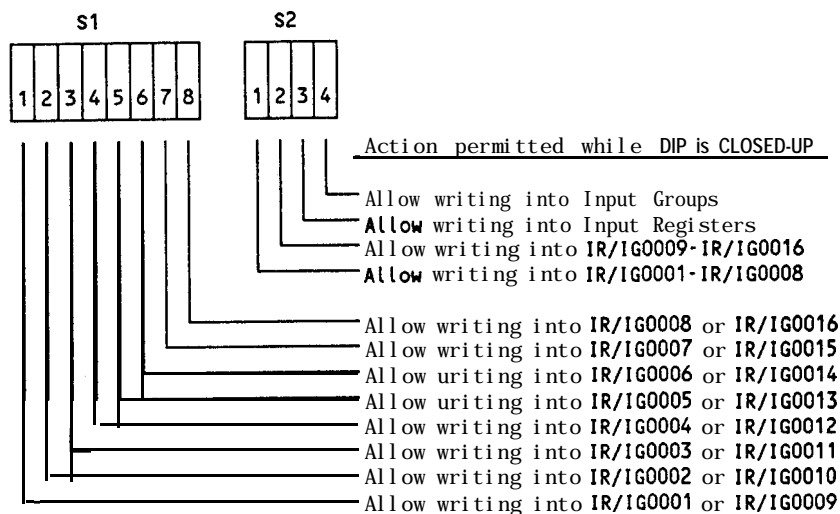 S1 S2
1 2 3 4 5 6 7 8 1 2 3 4
Action permitted while DIP is CLOSED-UP
Allow writing into Input Groups
Allow writing into Input Registers
Allow writing into IR/IG0009-IR/IG0016
Allow writing into IR/IG0001-IR/IG0008
Allow writing into IR/IG0008 or IR/IG0016
Allow writing into IR/IG0007 or IR/IG0015
Allow uriting into IR/IG0006 or IR/IG0014
Allow uriting into IR/IG0005 or IR/IG0013
Allow writing into IR/IG0004 or IR/IG0012
Allow writing into IR/IG0003 or IR/IG0011
Allow writing into IR/IG0002 or IR/IG0010
Allow writing into IR/IG0001 or IR/IG0009